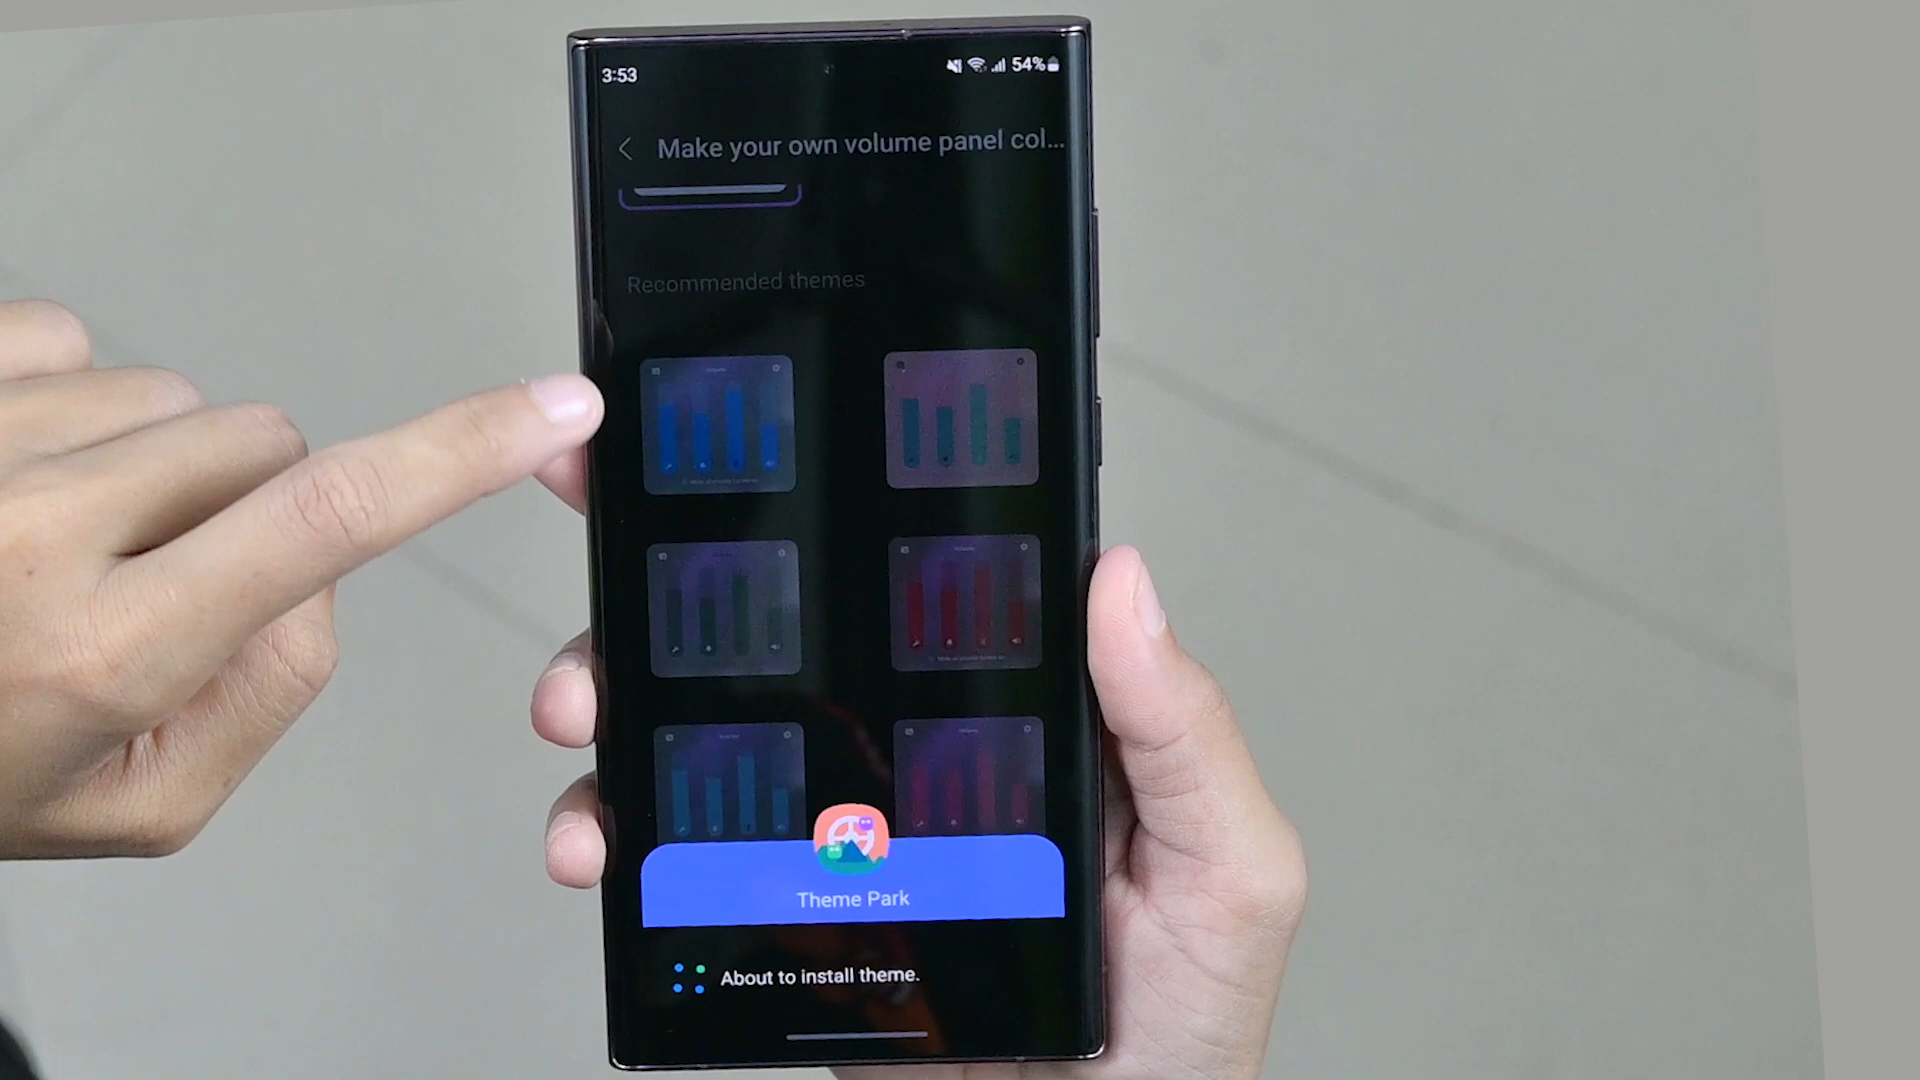 3:53
54%
Make your own volume panel col...
Recommended themes
Theme Park
About to install theme.